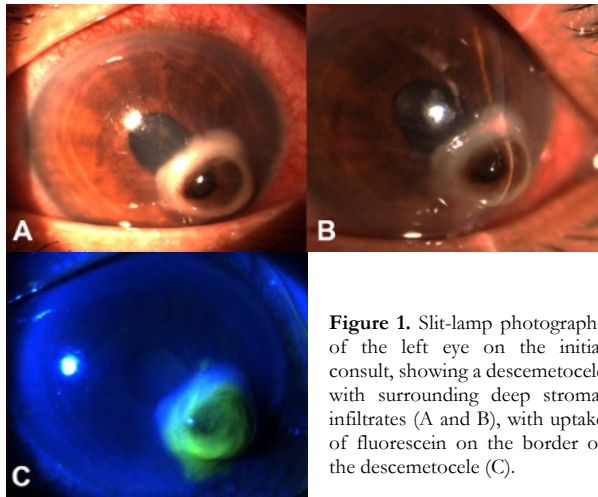 A
B
C
Figure 1. Slit-lamp photograph
of the left eye on the initia
consult, showing a descemetocele
with surrounding deep stroma
infiltrates (A and B), with uptake
of fluorescein on the border o
the descemetocele (C).